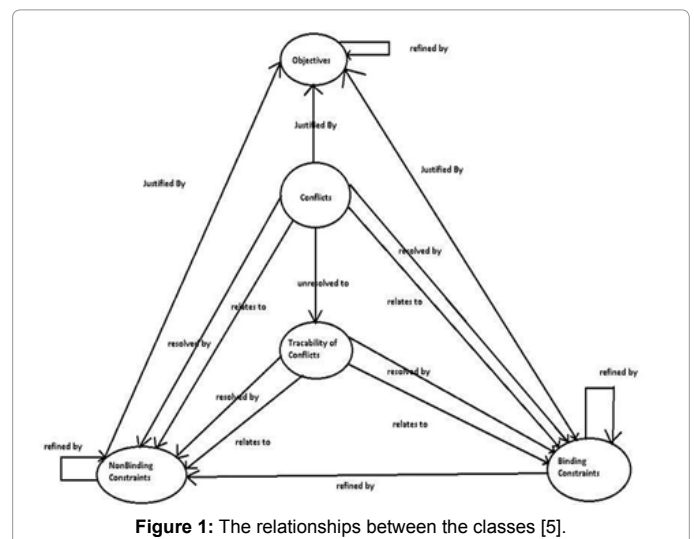 refined by
Objectives
Justified By
Justified By
Justified By
Conflicts
resolved by
unresolved to
relates to
relates to
resolved by
Tracability of
Conflicts
resolved by
refined by
resolved by
relates to
relates to
refined by
NonBinding
Constraints
Binding
Constraints
refined by
Figure 1: The relationships between the classes [5].